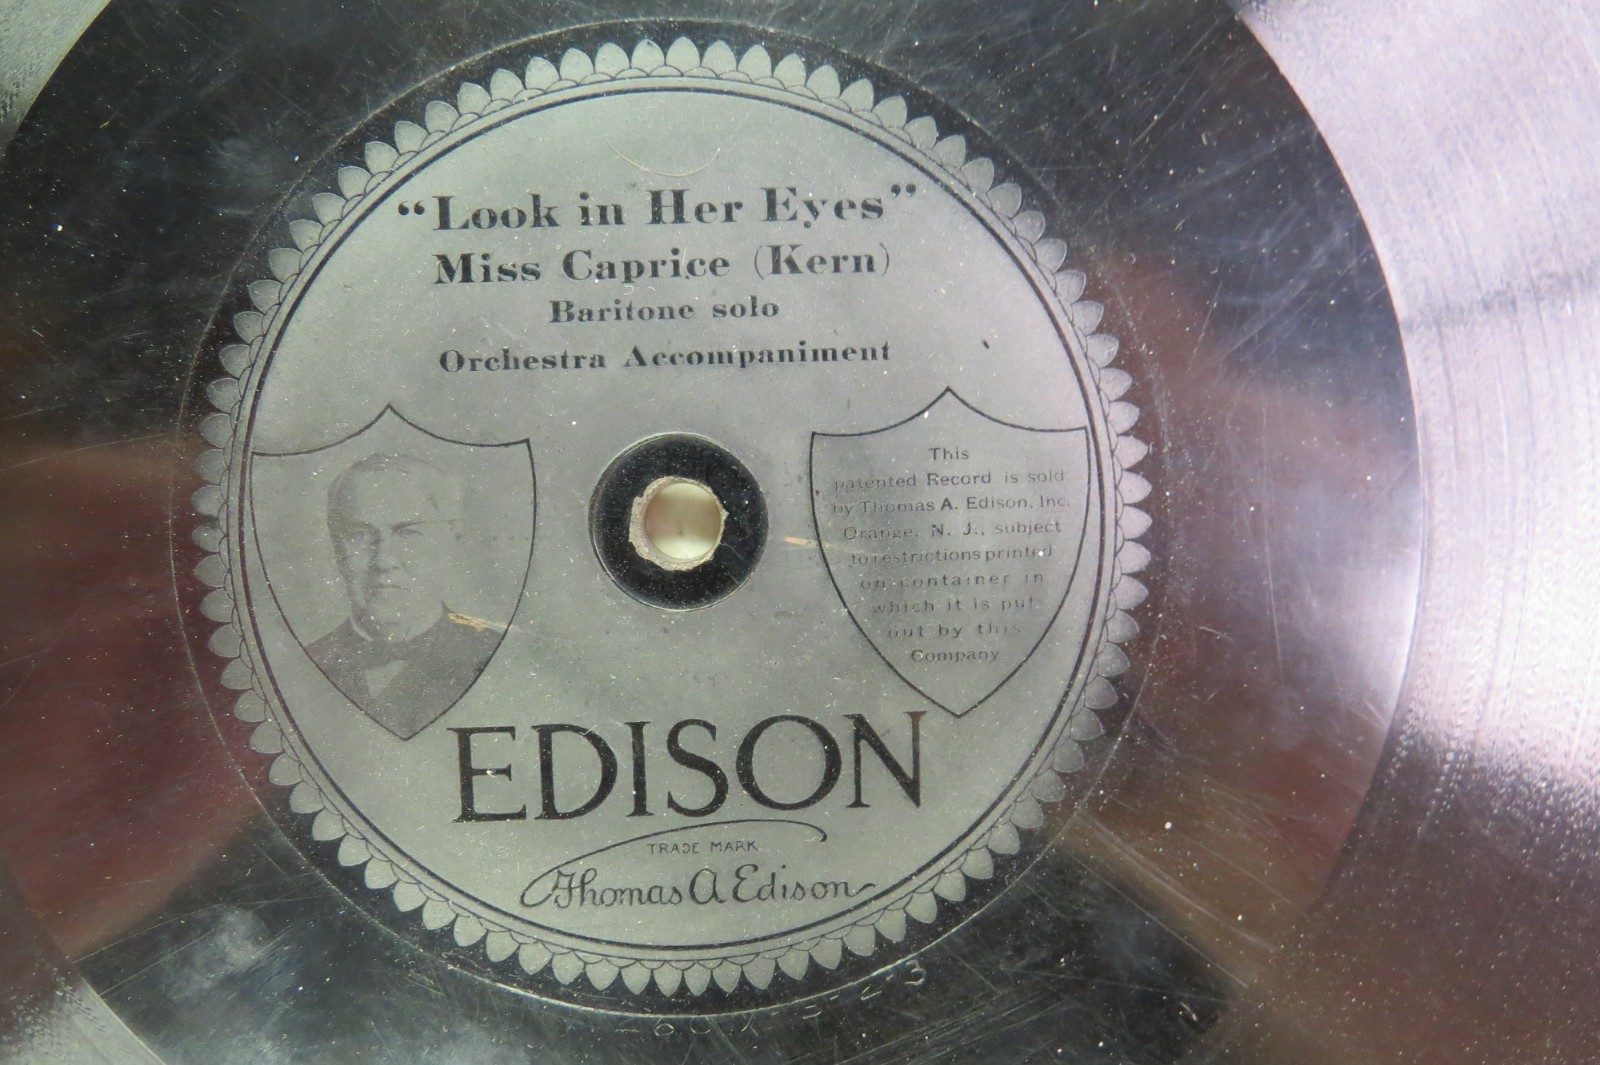 “Look in Her Eyes”
Miss Caprice (Kern)
Baritone solo
Orchestra Accompaniment
This
patented Record is sold
by Thomas A. Edison, Inc.
Orange, N. J., subject
to restrictions printed
on container in
which it is put
out by this
Company
EDISON
TRADE MARK
Thomas A Edison